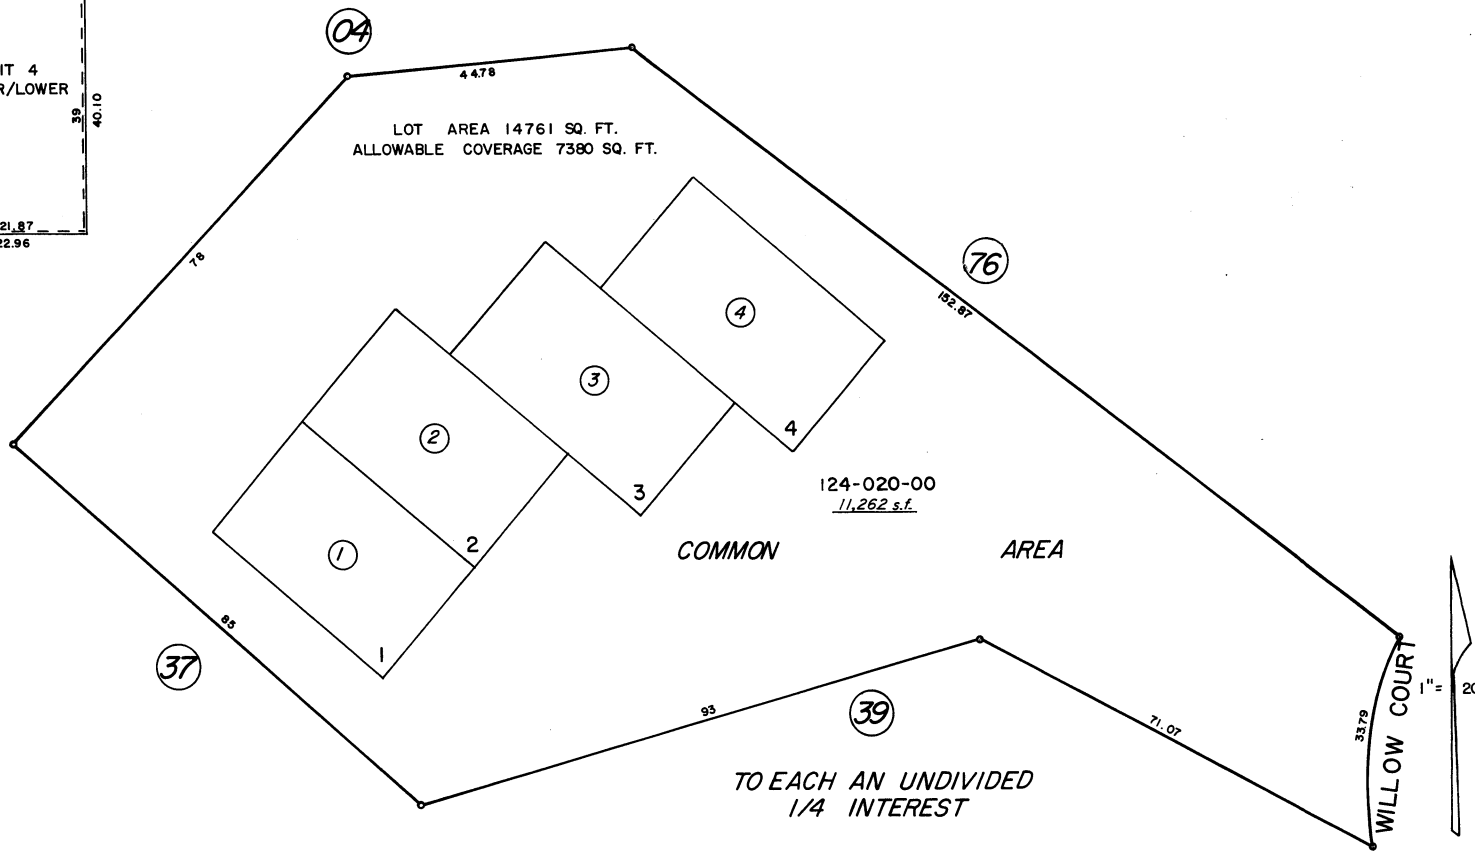 04
IT 4
R/LOWER
39
40.10
21.87
22.96
44.78
LOT AREA 14761 SQ. FT.
ALLOWABLE COVERAGE 7380 SQ. FT.
78
76
152.87
4
3
2
1
4
3
2
1
124-020-00
11,262 s.f.
COMMON AREA
85
37
93
39
71.07
33.79
WILLOW COURT
1"= 20
TO EACH AN UNDIVIDED
1/4 INTEREST